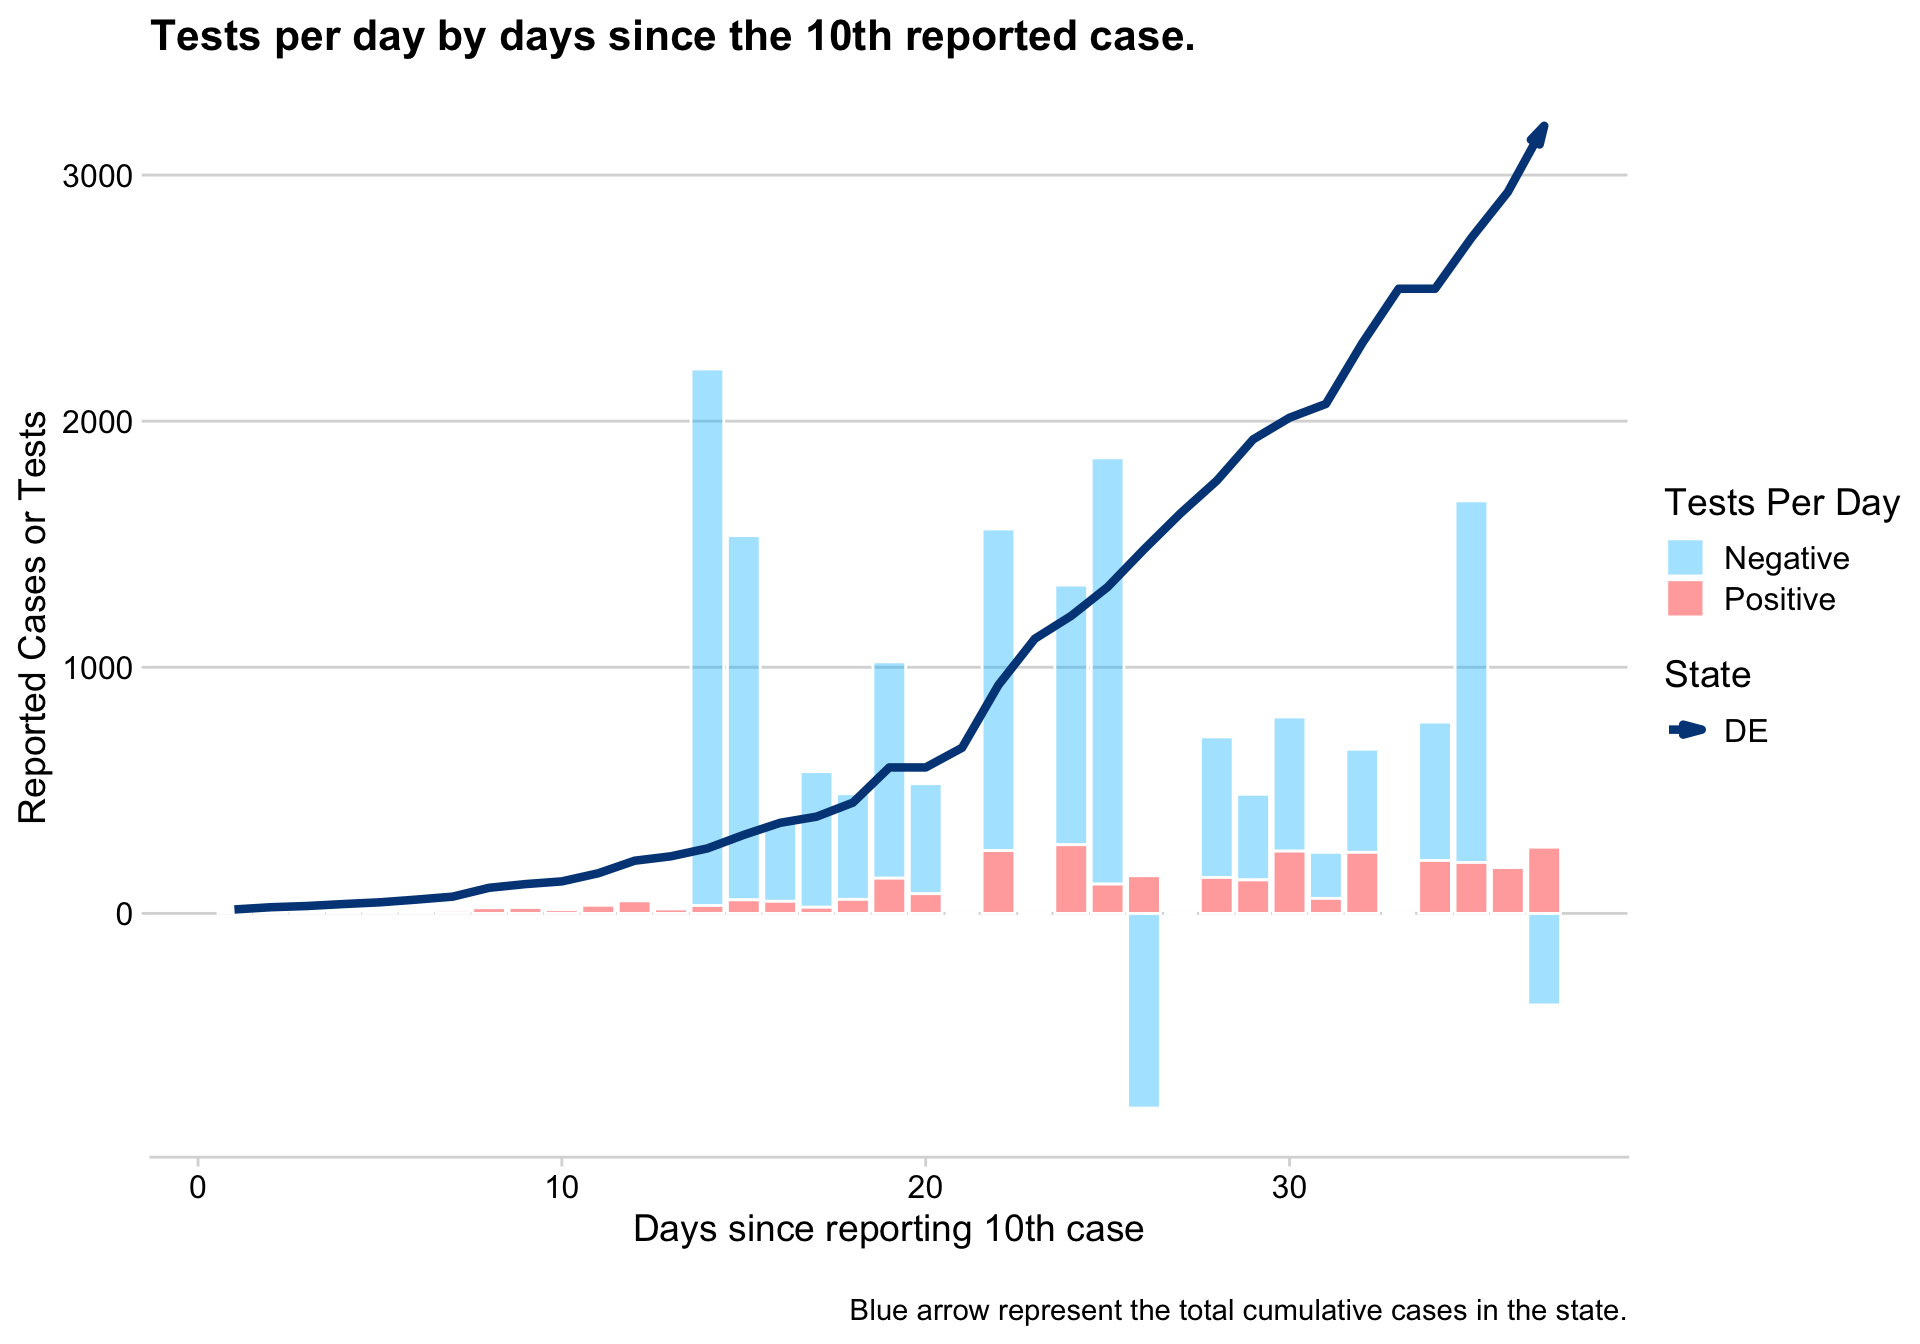 Tests per day by days since the 10th reported case.
Reported Cases or Tests
3000
2000
1000
0
0 10 20 30
Days since reporting 10th case
Tests Per Day
Negative
Positive
State
DE
Blue arrow represent the total cumulative cases in the state.